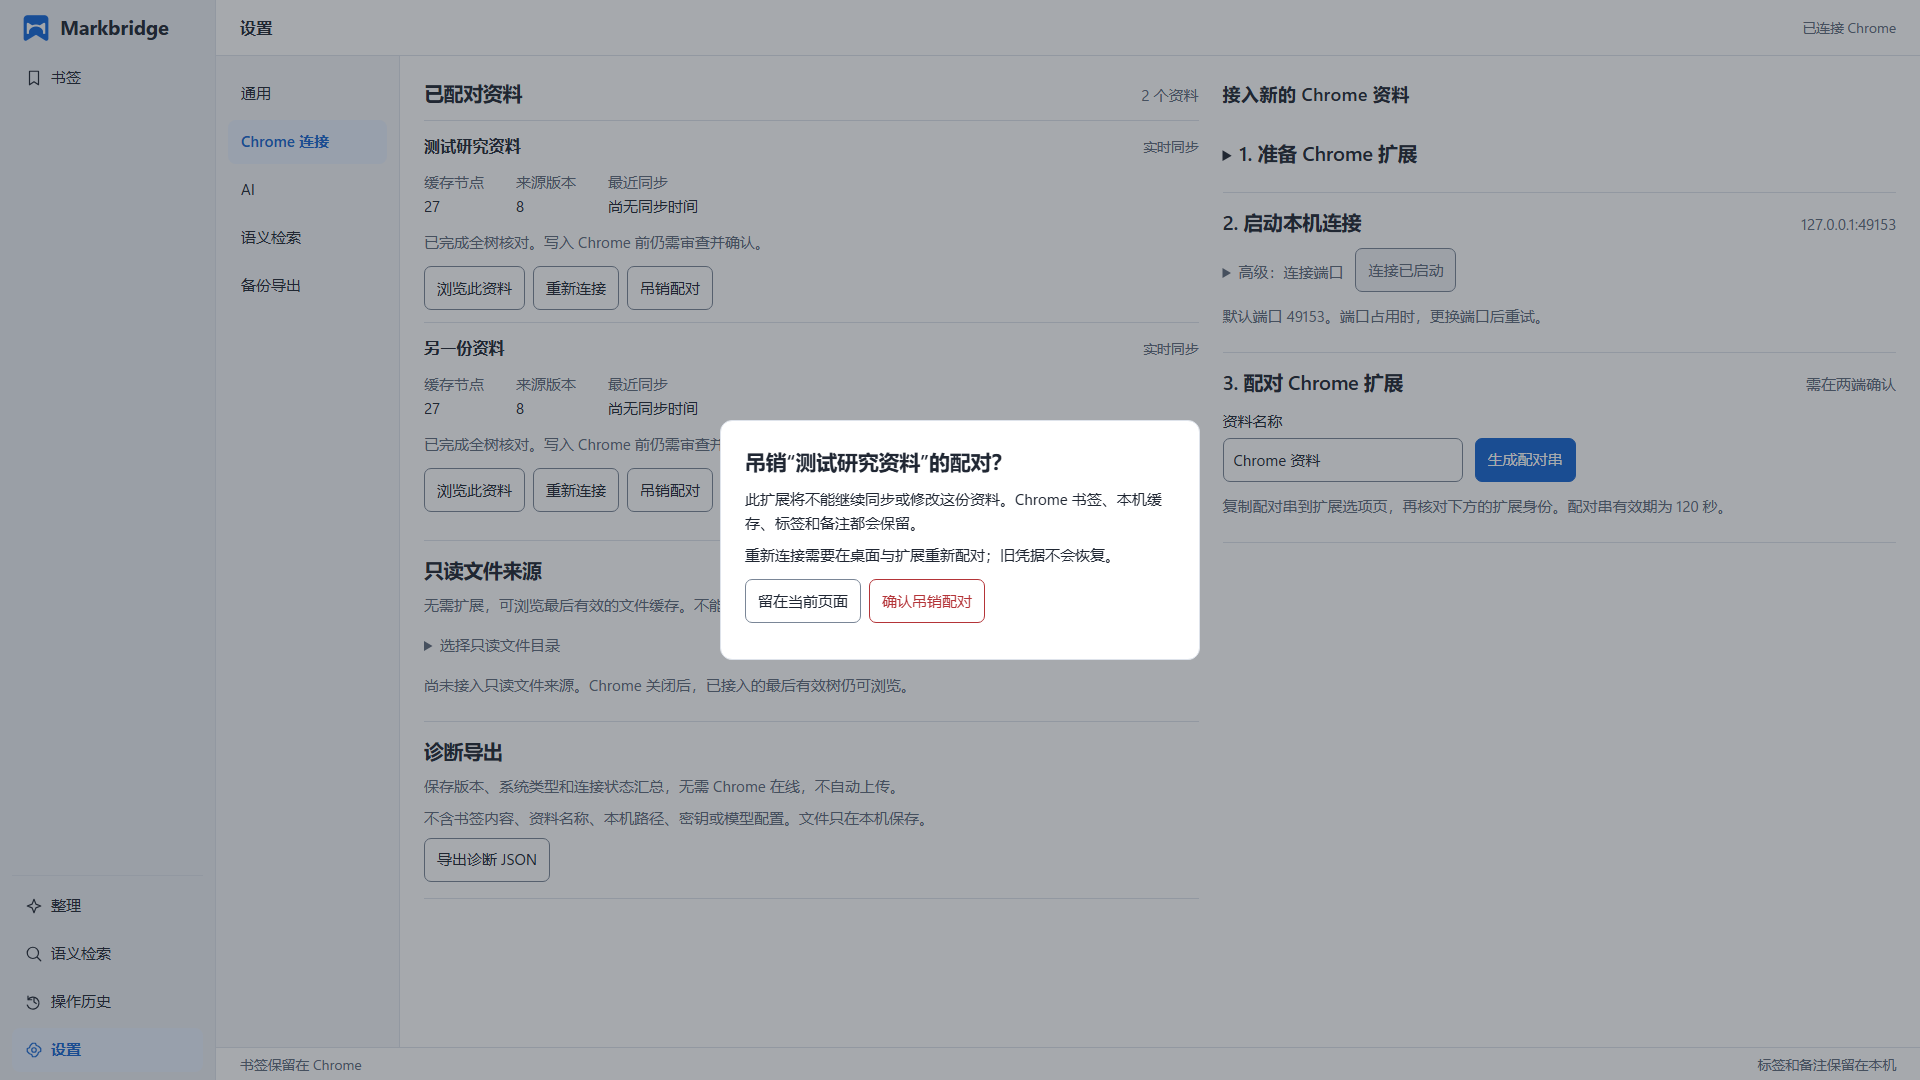 Markbridge
书签
整理
语义检索
操作历史
设置
设置
已连接 Chrome
通用
Chrome 连接
AI
语义检索
备份导出
已配对资料
2 个资料
测试研究资料
实时同步
缓存节点 来源版本 最近同步
27 8 尚无同步时间
已完成全树核对。写入 Chrome 前仍需审查并确认。
浏览此资料 重新连接 吊销配对
另一份资料
实时同步
缓存节点 来源版本 最近同步
27 8 尚无同步时间
已完成全树核对。写入 Chrome 前仍需审查并
浏览此资料 重新连接 吊销配对
只读文件来源
无需扩展，可浏览最后有效的文件缓存。不能
选择只读文件目录
尚未接入只读文件来源。Chrome 关闭后，已接入的最后有效树仍可浏览。
诊断导出
保存版本、系统类型和连接状态汇总，无需 Chrome 在线，不自动上传。
不含书签内容、资料名称、本机路径、密钥或模型配置。文件只在本机保存。
导出诊断 JSON
接入新的 Chrome 资料
1. 准备 Chrome 扩展
2. 启动本机连接
127.0.0.1:49153
高级：连接端口 连接已启动
默认端口 49153。端口占用时，更换端口后重试。
3. 配对 Chrome 扩展
需在两端确认
资料名称
Chrome 资料 生成配对串
复制配对串到扩展选项页，再核对下方的扩展身份。配对串有效期为 120 秒。
吊销“测试研究资料”的配对？
此扩展将不能继续同步或修改这份资料。Chrome 书签、本机缓
存、标签和备注都会保留。
重新连接需要在桌面与扩展重新配对；旧凭据不会恢复。
留在当前页面 确认吊销配对
书签保留在 Chrome
标签和备注保留在本机